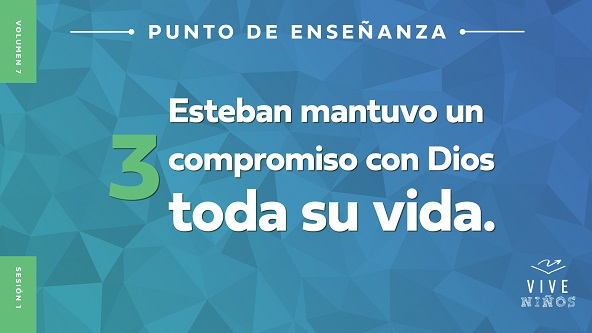 VOLUMEN 7
PUNTO DE ENSEÑANZA
3
Esteban mantuvo un
compromiso con Dios
toda su vida.
SESIÓN 1
VIVE
NIÑOS